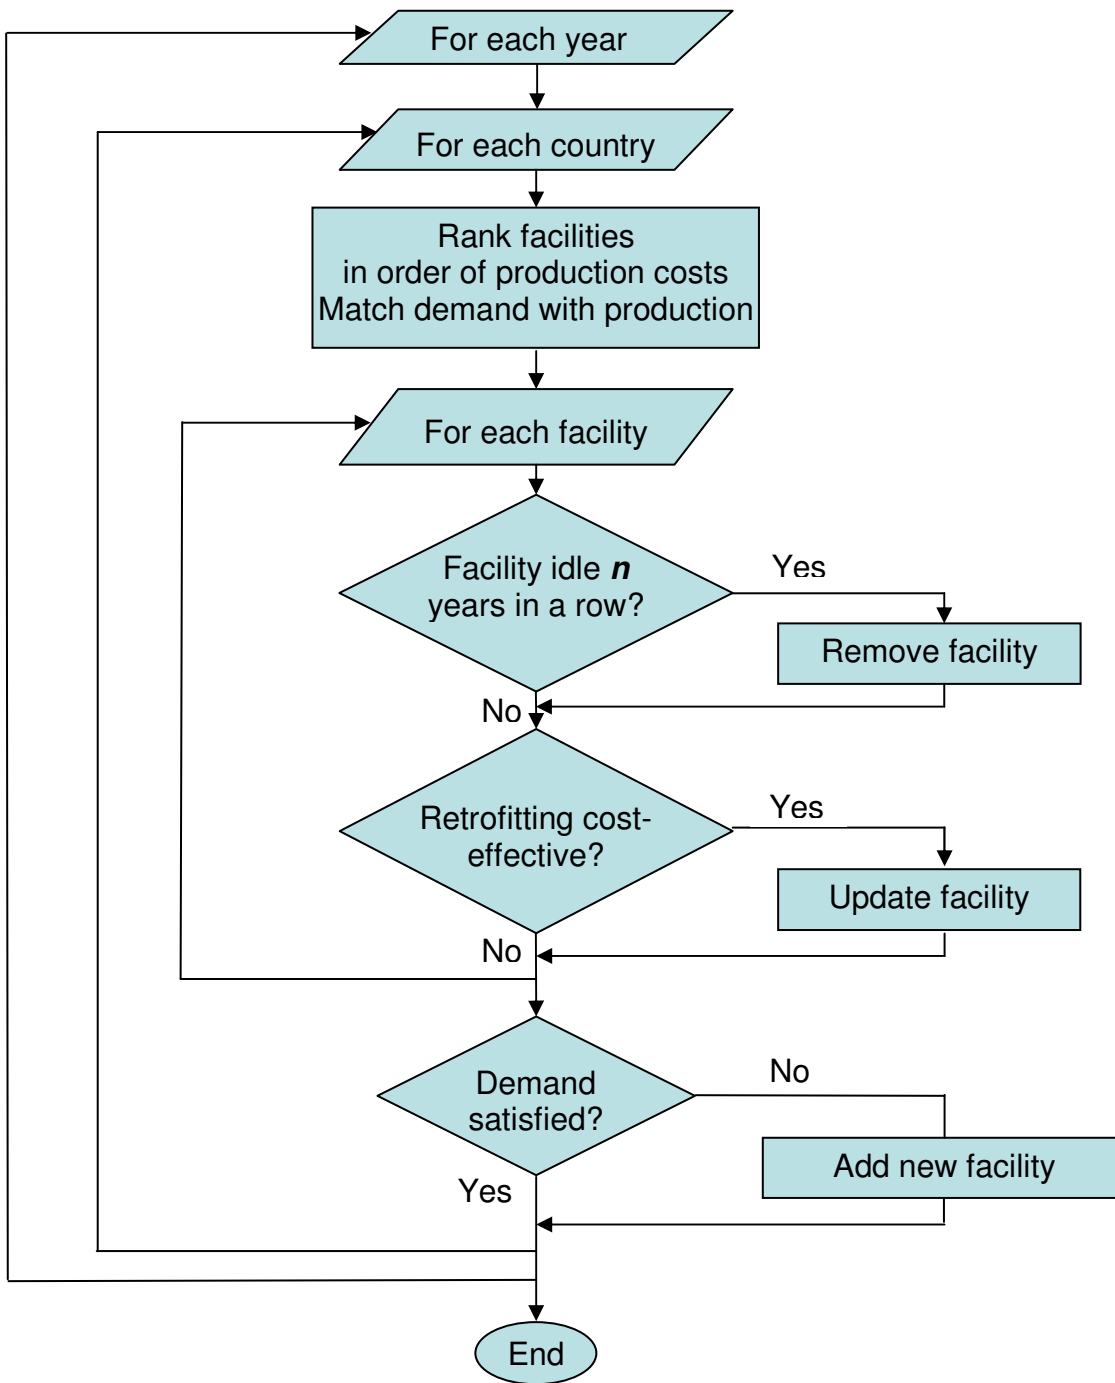 For each year
For each country
Rank facilities
in order of production costs
Match demand with production
For each facility
Facility idle n
years in a row?
Yes
Remove facility
No
Retrofitting cost-
effective?
Yes
Update facility
No
Demand
satisfied?
No
Add new facility
Yes
End